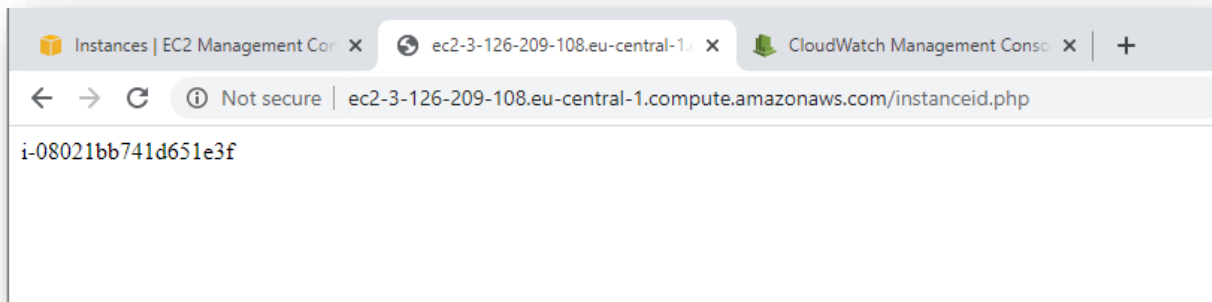 Instances | EC2 Management Con
ec2-3-126-209-108.eu-central-1.c
CloudWatch Management Conso
Not secure | ec2-3-126-209-108.eu-central-1.compute.amazonaws.com/instanceid.php
i-08021bb741d651e3f